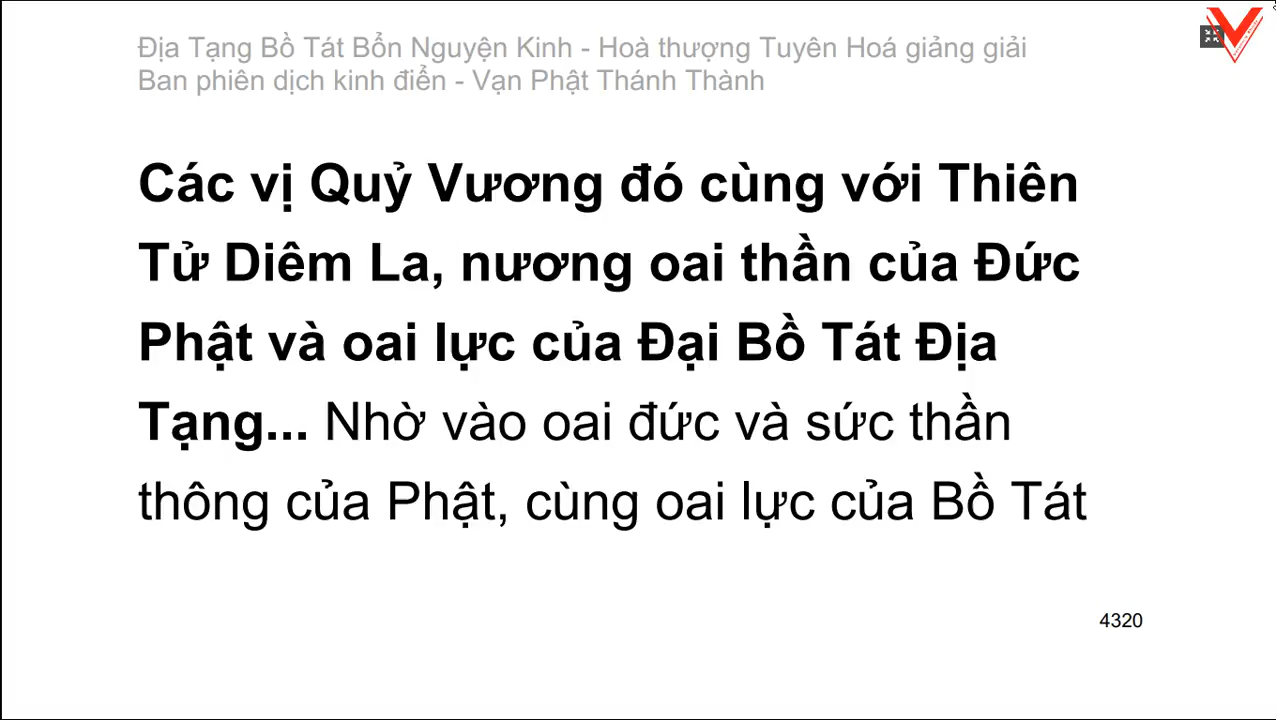 Địa Tạng Bồ Tát Bổn Nguyện Kinh - Hoà thượng Tuyên Hoá giảng giải
Ban phiên dịch kinh điển - Vạn Phật Thánh Thành
Các vị Quỷ Vương đó cùng với Thiên
Tử Diêm La, nương oai thần của Đức
Phật và oai lực của Đại Bồ Tát Địa
Tạng... Nhờ vào oai đức và sức thần
thông của Phật, cùng oai lực của Bồ Tát
4320